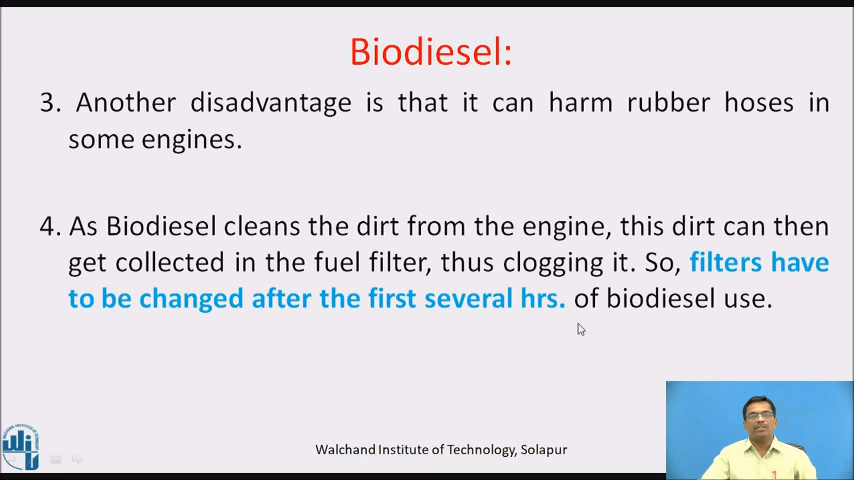 Biodiesel:
3. Another disadvantage is that it can harm rubber hoses in
some engines.
4. As Biodiesel cleans the dirt from the engine, this dirt can then
get collected in the fuel filter, thus clogging it. So, filters have
to be changed after the first several hrs. of biodiesel use.
Walchand Institute of Technology, Solapur